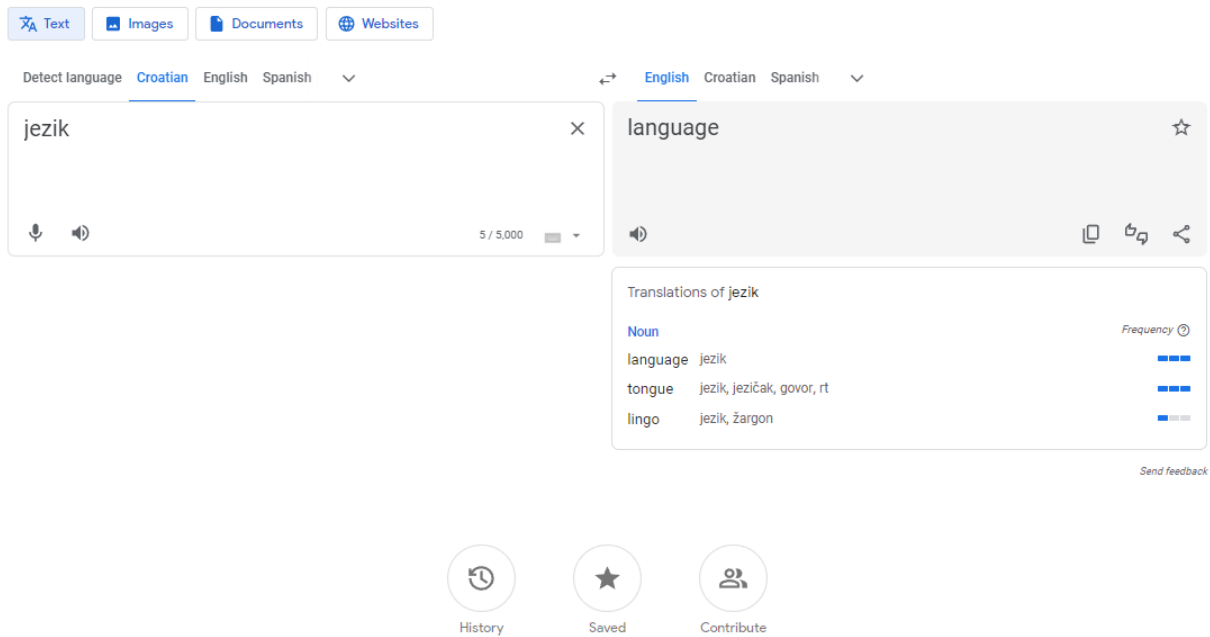 Text Images Documents Websites
Detect language Croatian English Spanish
English Croatian Spanish
jezik
language
5 / 5,000
Translations of jezik
Noun Frequency
language jezik
tongue jezik, jezičak, govor, rt
lingo jezik, žargon
Send feedback
History Saved Contribute